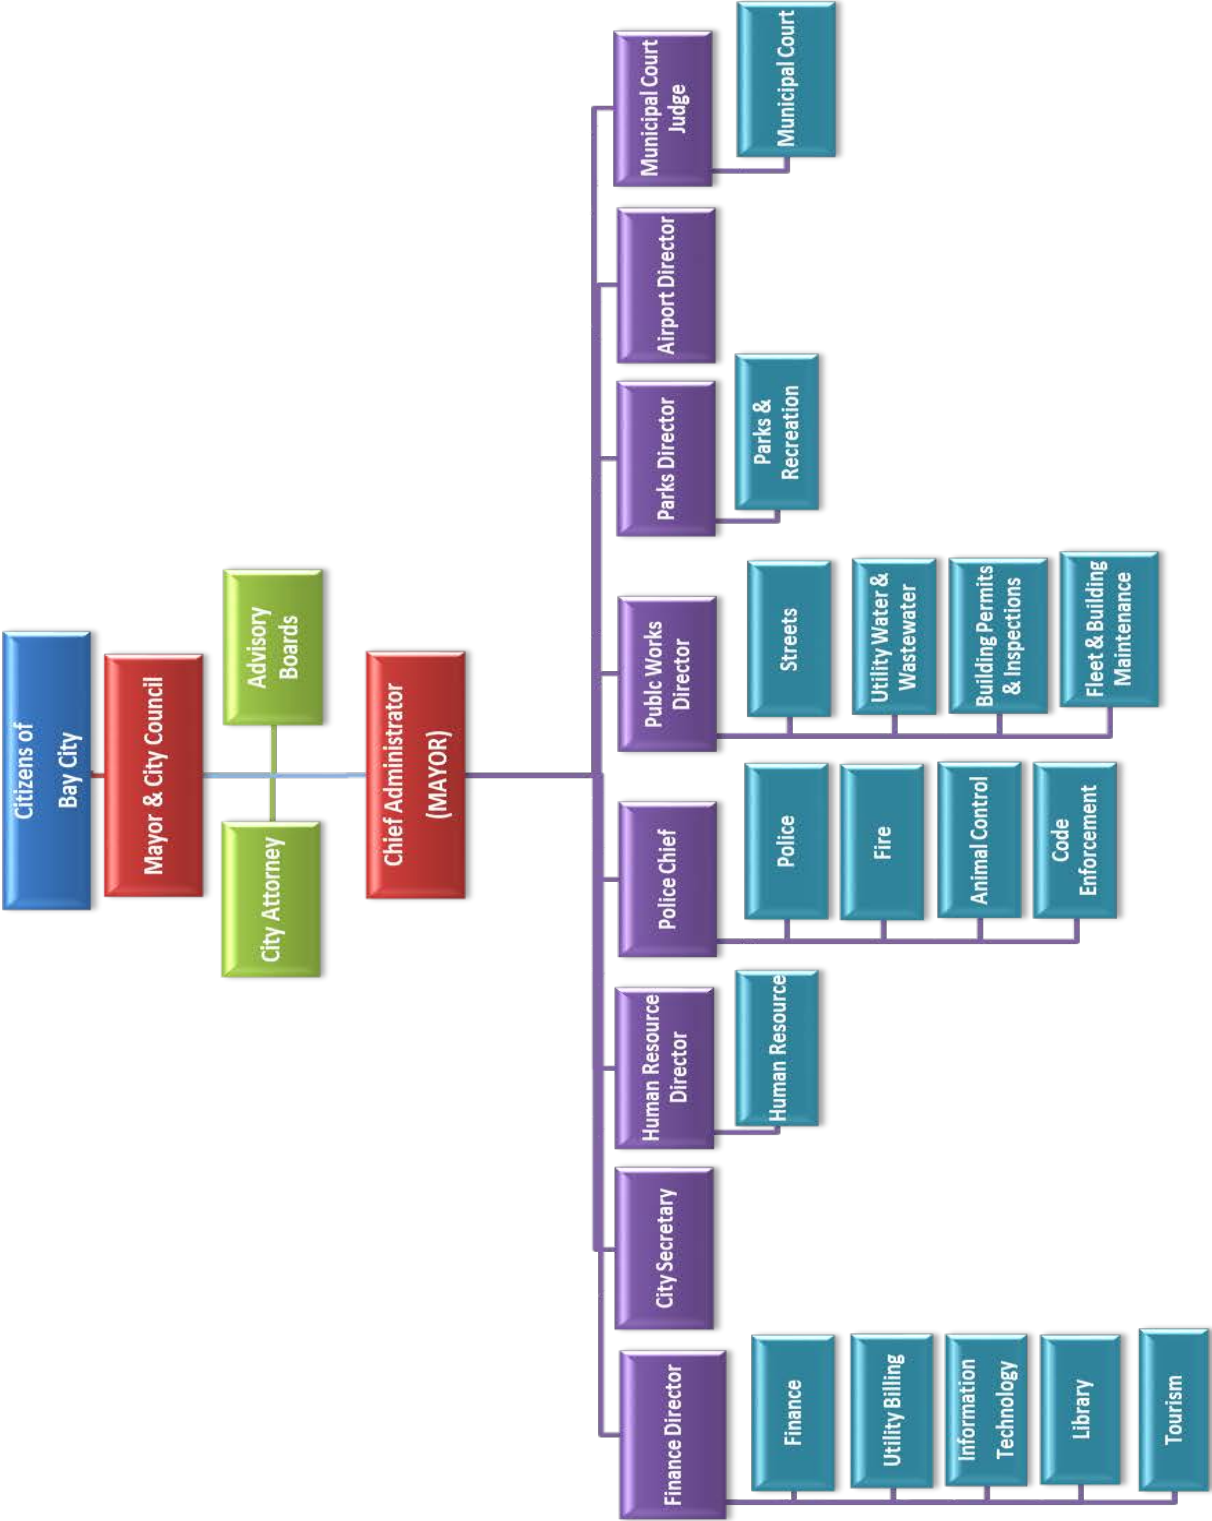 Citizens of
Bay City
Mayor & City Council
City Attorney
Advisory
Boards
Chief Administrator
(MAYOR)
Finance Director
Finance
Utility Billing
Information
Technology
Library
Tourism
City Secretary
Human Resource
Director
Human Resource
Police Chief
Police
Fire
Animal Control
Code
Enforcement
Publc Works
Director
Streets
Utility Water &
Wastewater
Building Permits
& Inspections
Fleet & Building
Maintenance
Parks Director
Parks &
Recreation
Airport Director
Municipal Court
Judge
Municipal Court